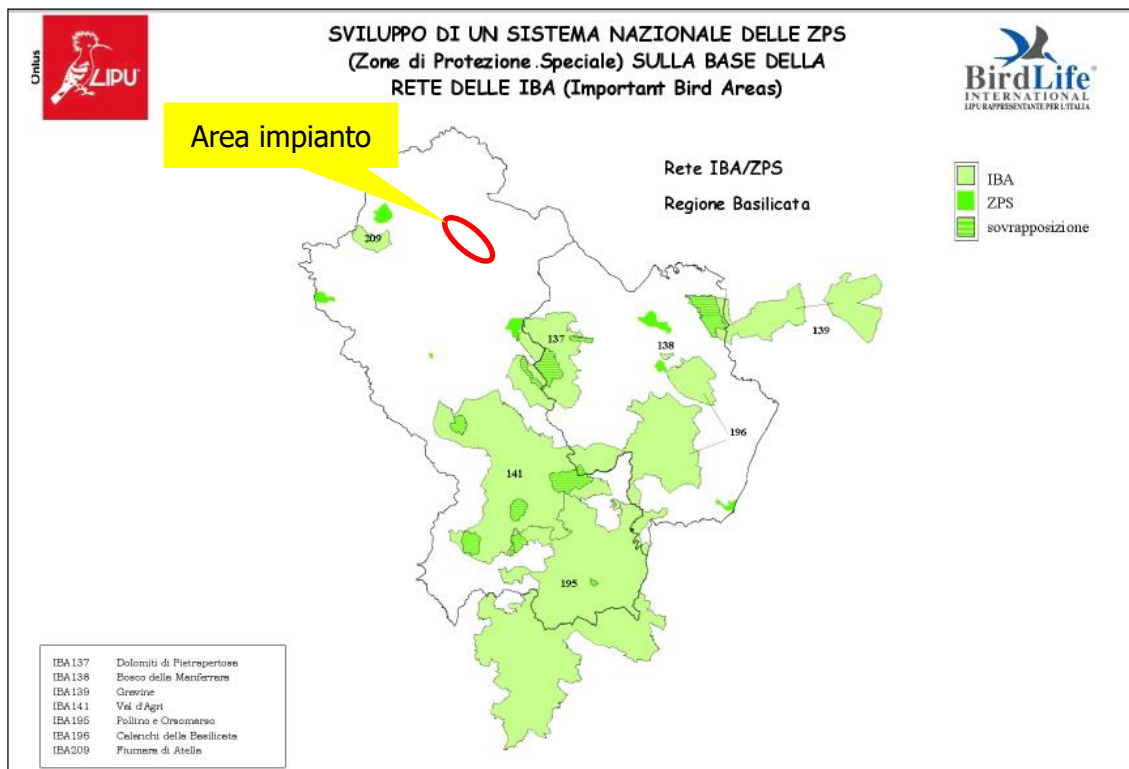 Onlus
LIPU
SVILUPPO DI UN SISTEMA NAZIONALE DELLE ZPS
(Zone di Protezione.Speciale) SULLA BASE DELLA
RETE DELLE IBA (Important Bird Areas)
BirdLife
INTERNATIONAL
LIPU RAPPRESENTANTE PER L'ITALIA
Area impianto
Rete IBA/ZPS
Regione Basilicata
IBA
ZPS
sovrapposizione
209
137
138
139
196
141
195
IBA137 Dolomiti di Pietrapertosa
IBA138 Bosco della Manferrara
IBA139 Gravine
IBA141 Val d'Agri
IBA195 Pollino e Orsomarso
IBA196 Calanchi della Basilicata
IBA209 Fiumara di Atella